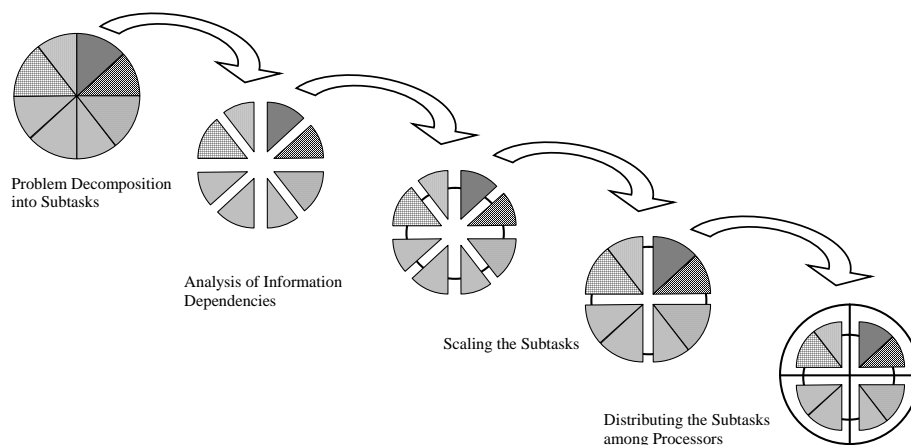 Problem Decomposition
into Subtasks
Analysis of Information
Dependencies
Scaling the Subtasks
Distributing the Subtasks
among Processors